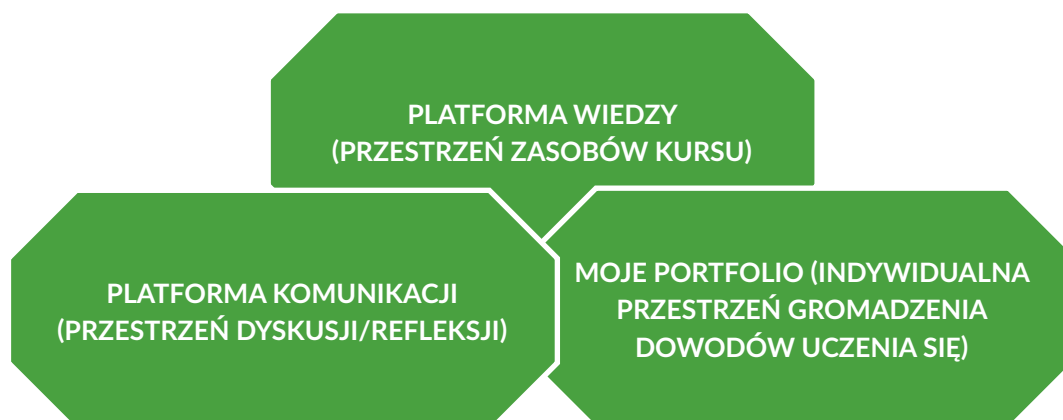 PLATFORMA WIEDZY
(PRZESTRZEŃ ZASOBÓW KURSU)
PLATFORMA KOMUNIKACJI
(PRZESTRZEŃ DYSKUSJI/REFLEKSJI)
MOJE PORTFOLIO (INDYWIDUALNA
PRZESTRZEŃ GROMADZENIA
DOWODÓW UCZENIA SIĘ)